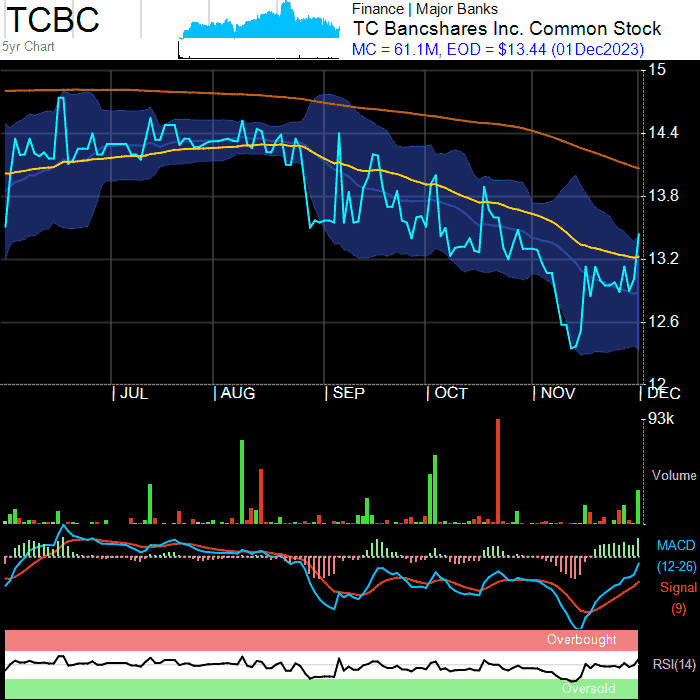 TCBC
5yr Chart
Finance | Major Banks
TC Bancshares Inc. Common Stock
MC = 61.1M, EOD = $13.44 (01Dec2023)
15
14.4
13.8
13.2
12.6
12
JUL AUG SEP OCT NOV DEC
93k
Volume
MACD
(12-26)
Signal
(9)
Overbought
RSI(14)
Oversold